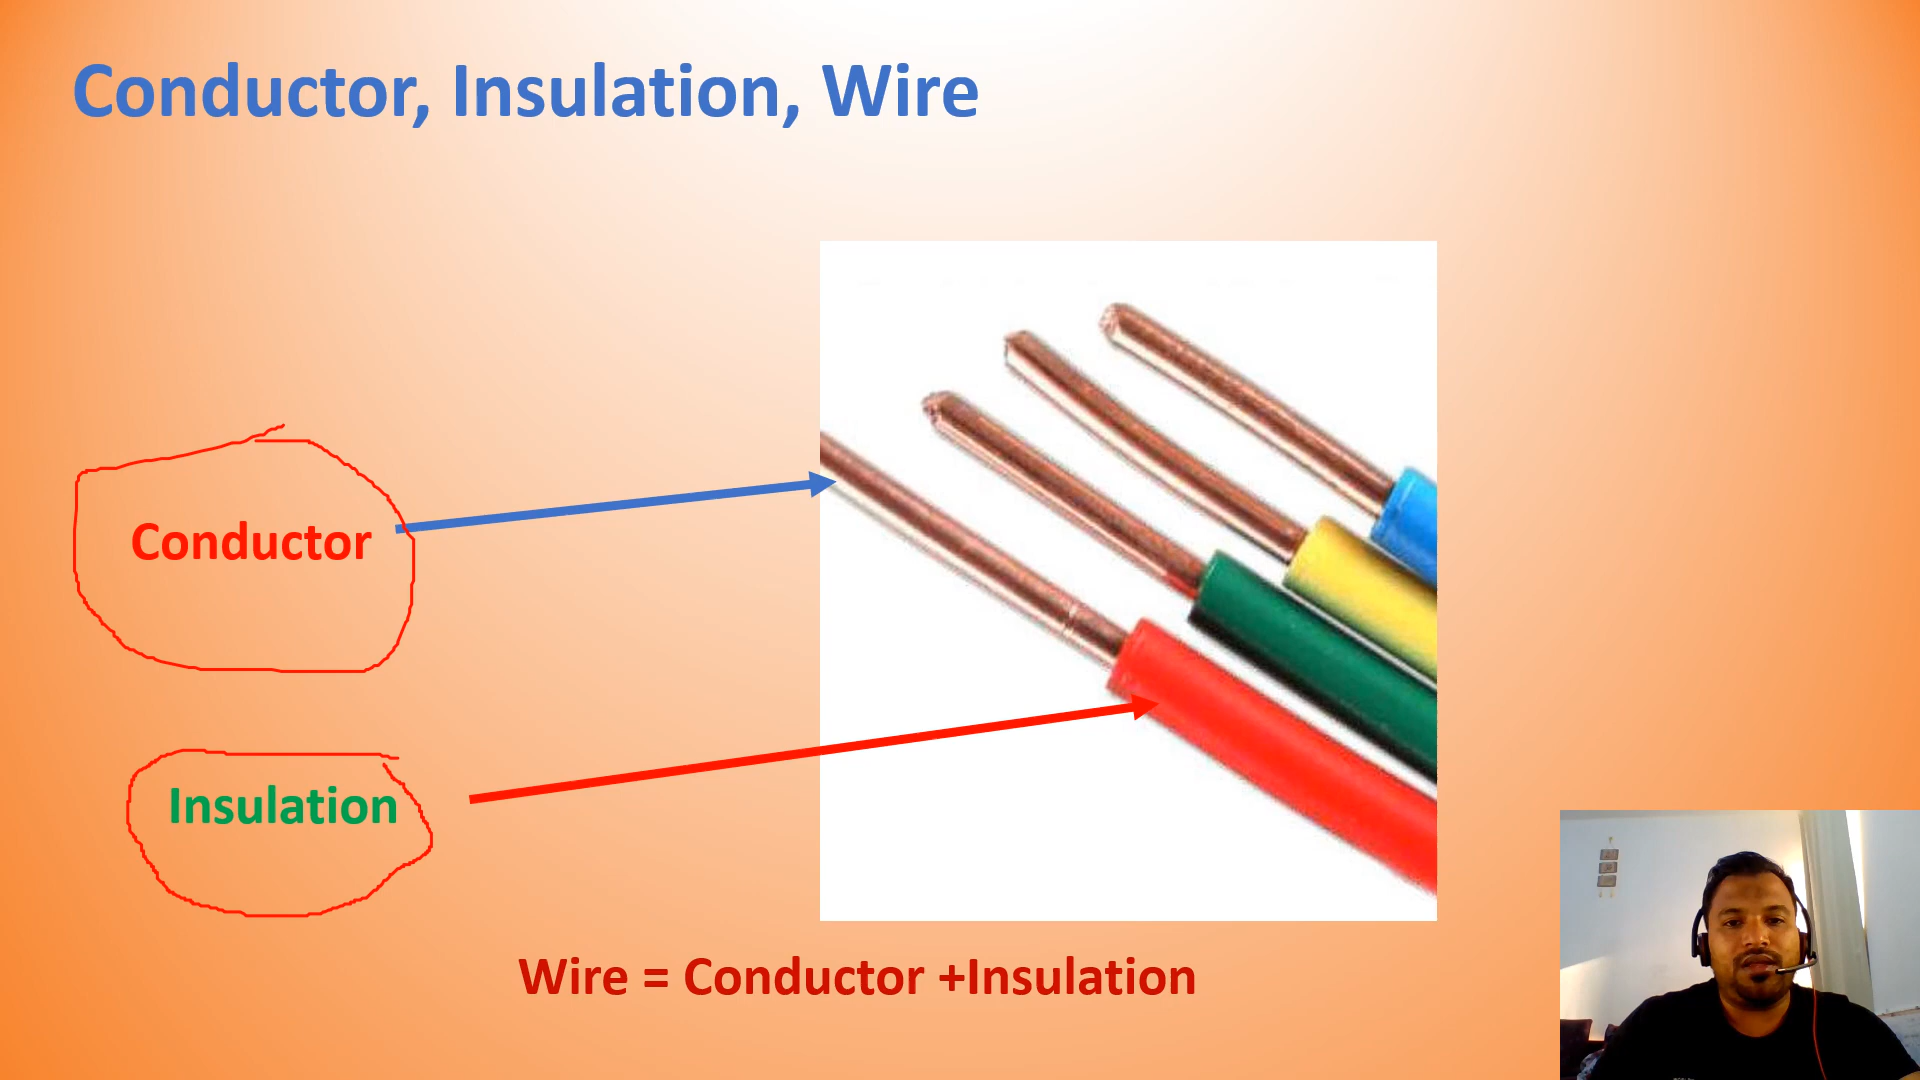 Conductor, Insulation, Wire
Conductor
Insulation
Wire = Conductor +Insulation